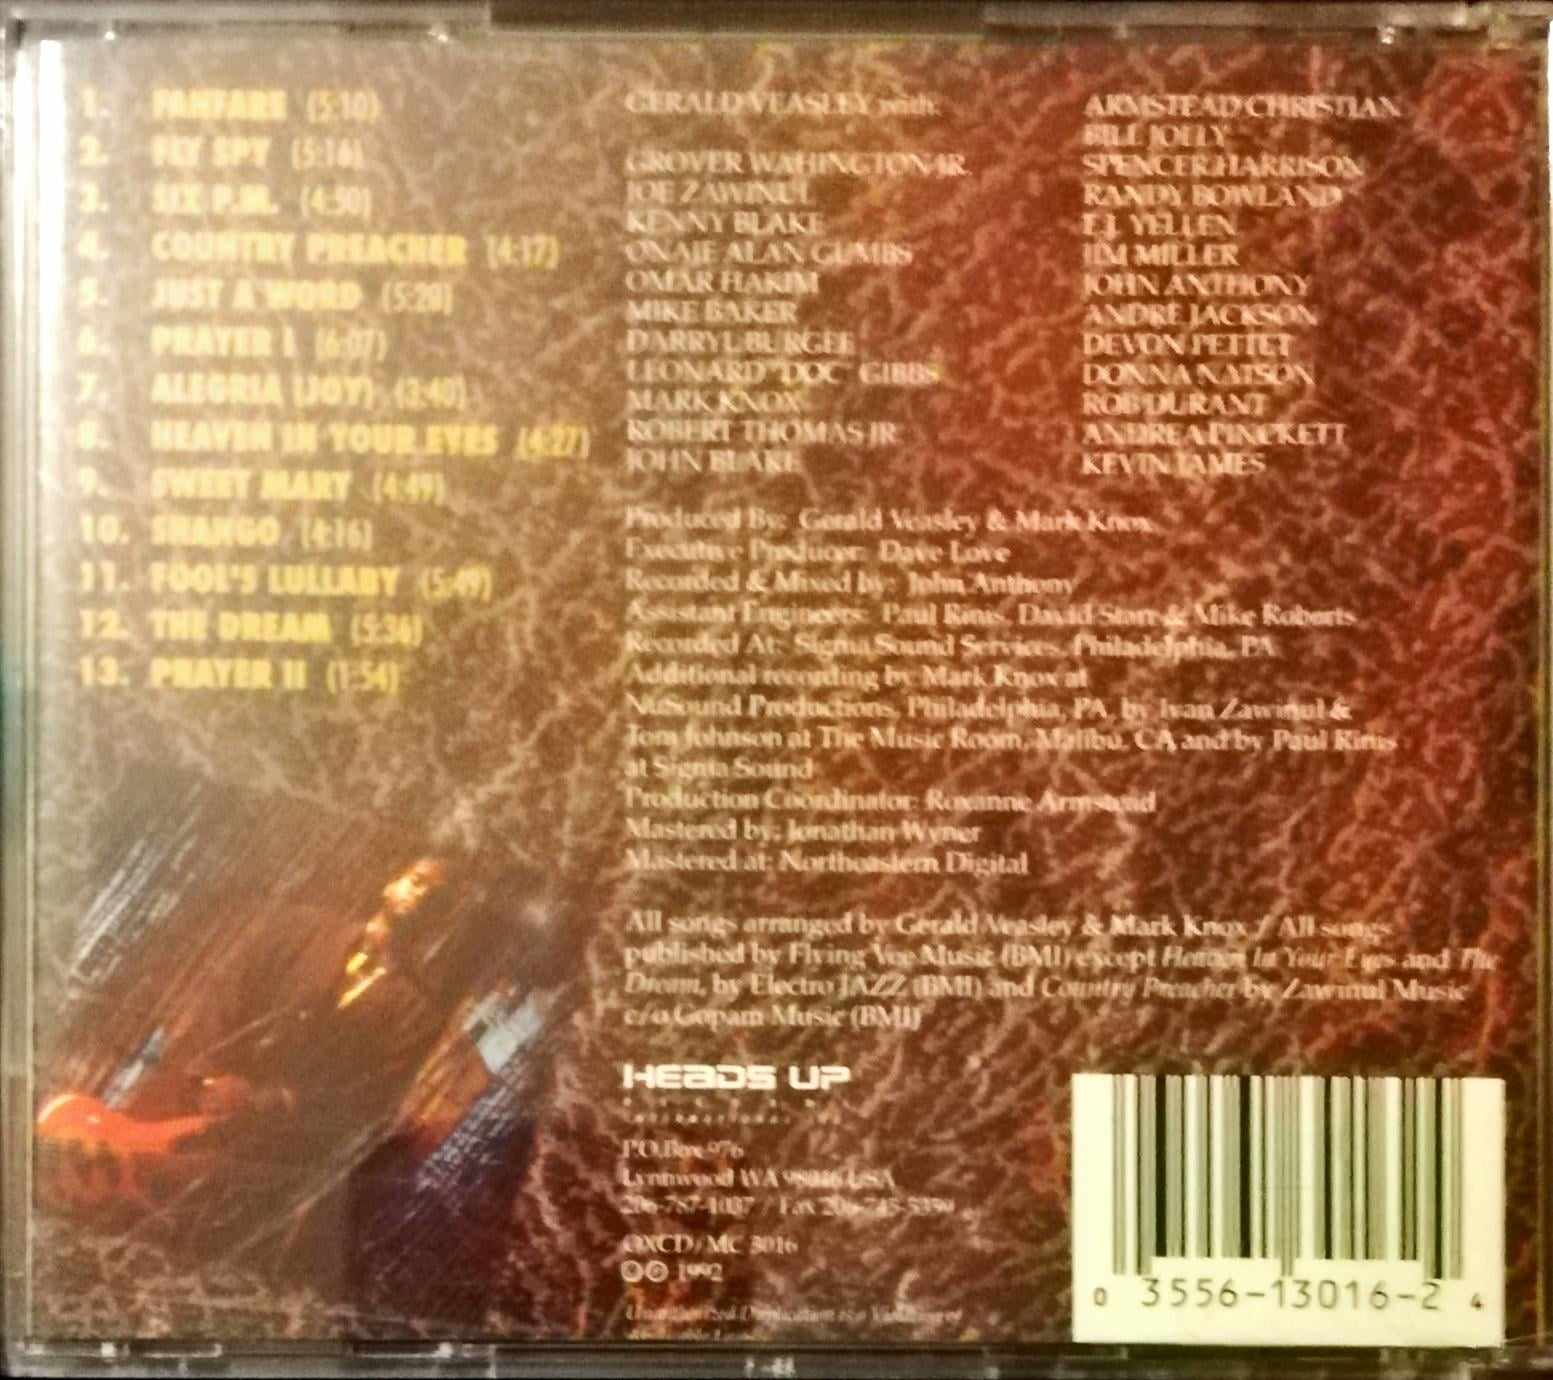 1. FANFARE (5:10)
2. FLY SPY (5:16)
3. SIX P.M. (4:50)
4. COUNTRY PREACHER (4:17)
5. JUST A WORD (5:20)
6. PRAYER I (6:07)
7. ALEGRIA (JOY) (3:40)
8. HEAVEN IN YOUR EYES (4:27)
9. SWEET MARY (4:49)
10. SHANGO (4:16)
11. FOOL'S LULLABY (5:49)
12. THE DREAM (5:36)
13. PRAYER II (1:54)
GERALD VEASLEY with:
GROVER WAHINGTON JR.
JOE ZAWINUL
KENNY BLAKE
ONAJE ALAN GUMBS
OMAR HAKIM
MIKE BAKER
DARRYL BURGEE
LEONARD "DOC" GIBBS
MARK KNOX
ROBERT THOMAS JR
JOHN BLAKE
ARMSTEAD CHRISTIAN
BILL JOLLY
SPENCER HARRISON
RANDY BOWLAND
E.J. YELLEN
JIM MILLER
JOHN ANTHONY
ANDRE JACKSON
DEVON PETTET
DONNA NATSON
ROB DURANT
ANDREA PINCKETT
KEVIN JAMES
Produced By: Gerald Veasley & Mark Knox
Executive Producer: Dave Love
Recorded & Mixed by: John Anthony
Assistant Engineers: Paul Kinis, David Starr & Mike Roberts
Recorded At: Sigma Sound Services, Philadelphia, PA
Additional recording by Mark Knox at
Productions, Philadelphia, PA, by Ivan Zawinul &
Tom Johnson at The Music Room, Malibu, CA and by Paul Kinis
at Sigma Sound
Production Coordinator: Roxanne Armstead
Mastered by: Jonathan Wyner
Mastered at: Northeastern Digital
All songs arranged by Gerald Veasley & Mark Knox / All songs
published by Flying Vee Music (BMI) except Heaven In Your Eyes and The
Dream, by Electro JAZZ (BMI) and Country Preacher by Zawinul Music
c/o Gopam Music (BMI)
HEADS UP
P.O.Box 976
Lynnwood WA 98046 USA
206-787-1037 / Fax
OXCD/MC 3016
℗© 1992
0 3556-13016-2 4